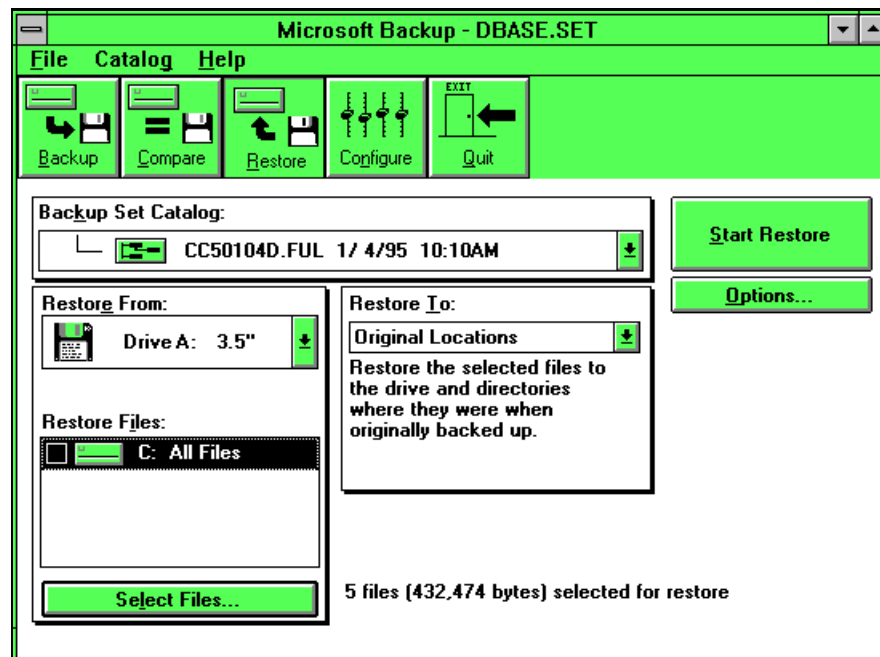 Microsoft Backup - DBASE.SET
File Catalog Help
EXIT
Backup Compare Restore Configure Quit
Backup Set Catalog:
CC50104D.FUL 1/ 4/95 10:10AM
Start Restore
Options...
Restore From:
Drive A: 3.5"
Restore To:
Original Locations
Restore the selected files to
the drive and directories
where they were when
originally backed up.
Restore Files:
C: All Files
Select Files...
5 files (432,474 bytes) selected for restore